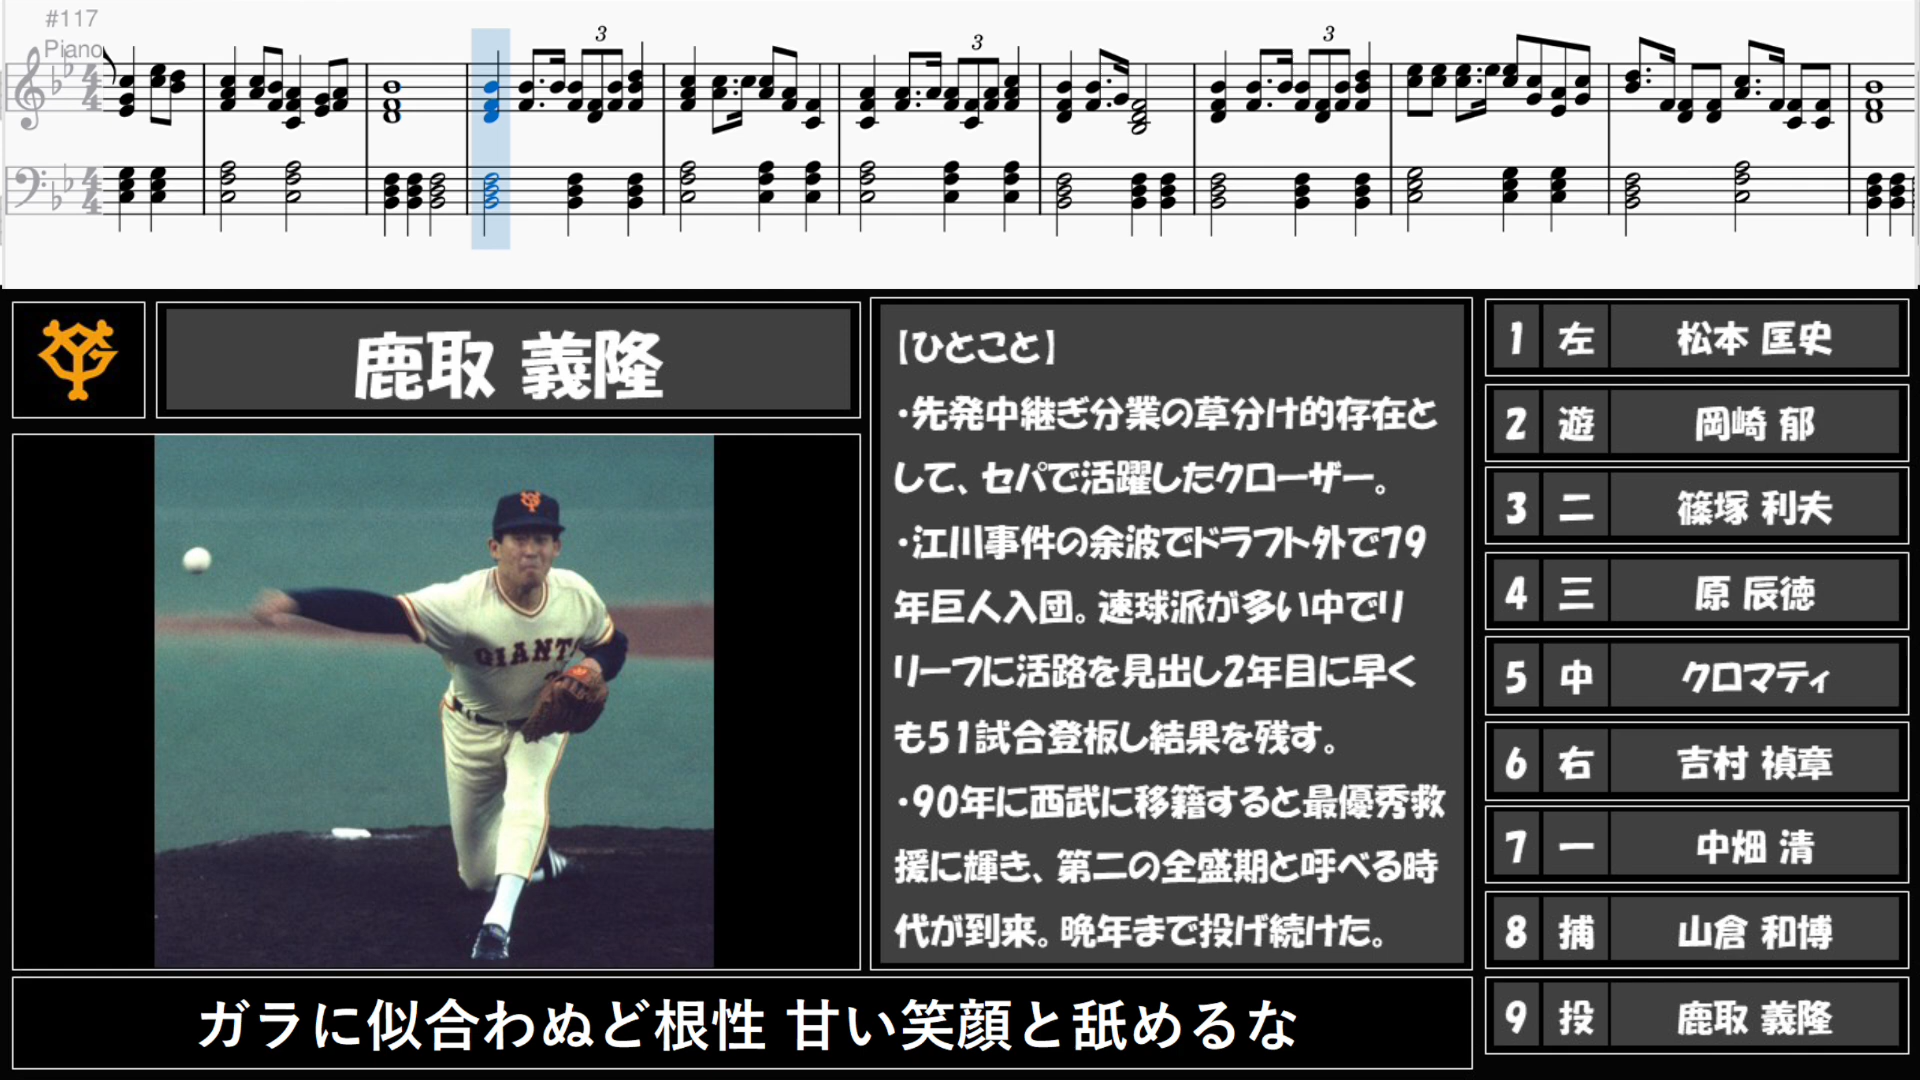 #117
Piano
3
3
3
鹿取 義隆
GIANTS
【ひとこと】
・先発中継ぎ分業の草分け的存在と
して、セパで活躍したクローザー。
・江川事件の余波でドラフト外で79
年巨人入団。速球派が多い中でリ
リーフに活路を見出し2年目に早く
も51試合登板し結果を残す。
・90年に西武に移籍すると最優秀救
援に輝き、第二の全盛期と呼べる時
代が到来。晩年まで投げ続けた。
1 左 松本 匡史
2 遊 岡崎 郁
3 二 篠塚 利夫
4 三 原 辰徳
5 中 クロマティ
6 右 吉村 禎章
7 一 中畑 清
8 捕 山倉 和博
9 投 鹿取 義隆
ガラに似合わぬど根性 甘い笑顔と舐めるな